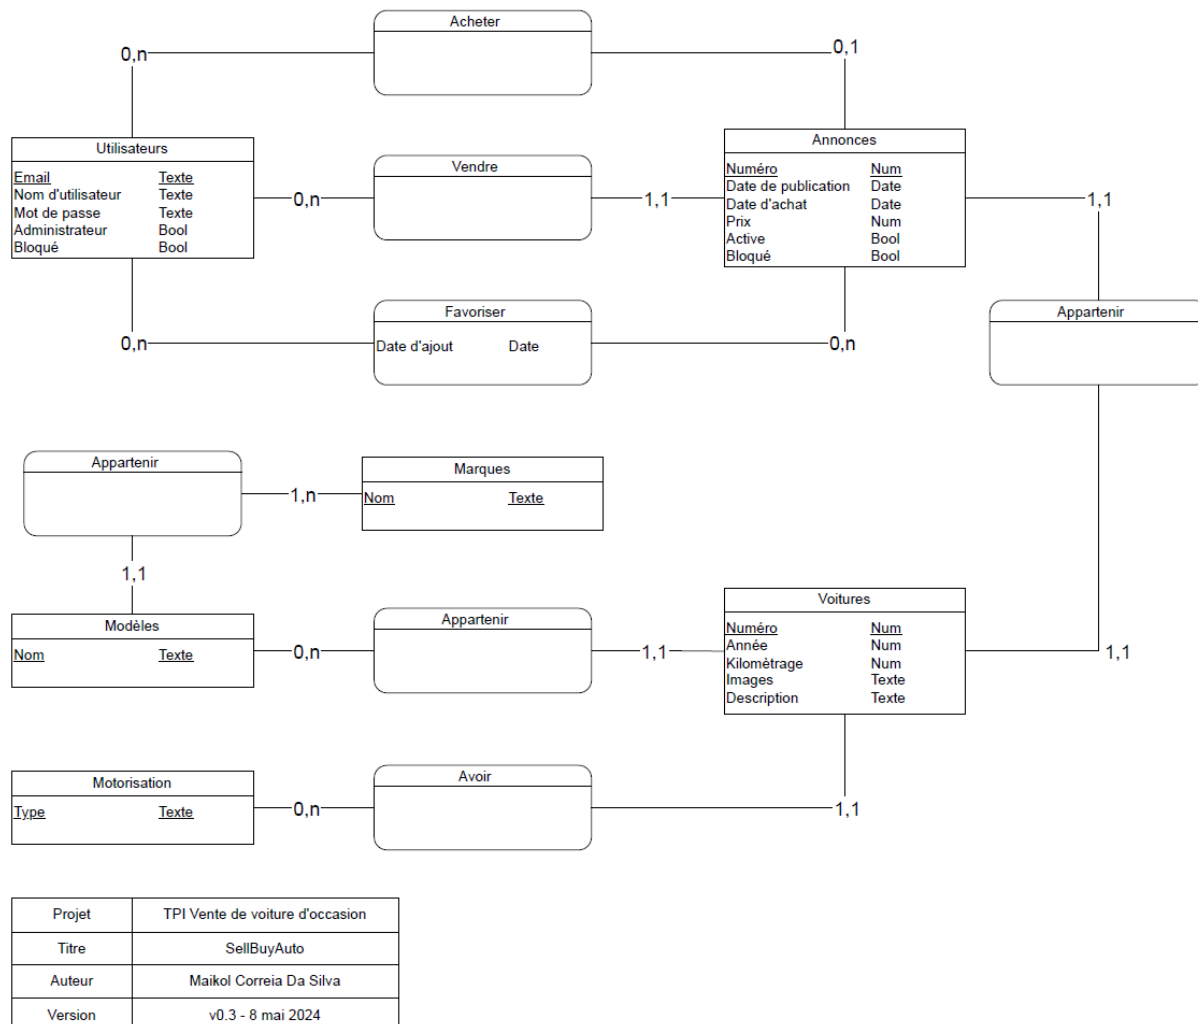 Acheter
0,n
0,1
Utilisateurs
Email Texte
Nom d'utilisateur Texte
Mot de passe Texte
Administrateur Bool
Bloqué Bool
0,n
Vendre
1,1
Annonces
Numéro Num
Date de publication Date
Date d'achat Date
Prix Num
Active Bool
Bloqué Bool
1,1
Favoriser
Date d'ajout Date
0,n
0,n
Appartenir
Appartenir
1,n
Marques
Nom Texte
1,1
Modèles
Nom Texte
0,n
Appartenir
1,1
Voitures
Numéro Num
Année Num
Kilomètrage Num
Images Texte
Description Texte
1,1
Motorisation
Type Texte
0,n
Avoir
1,1
Projet TPI Vente de voiture d'occasion
Titre SellBuyAuto
Auteur Maikol Correia Da Silva
Version v0.3 - 8 mai 2024